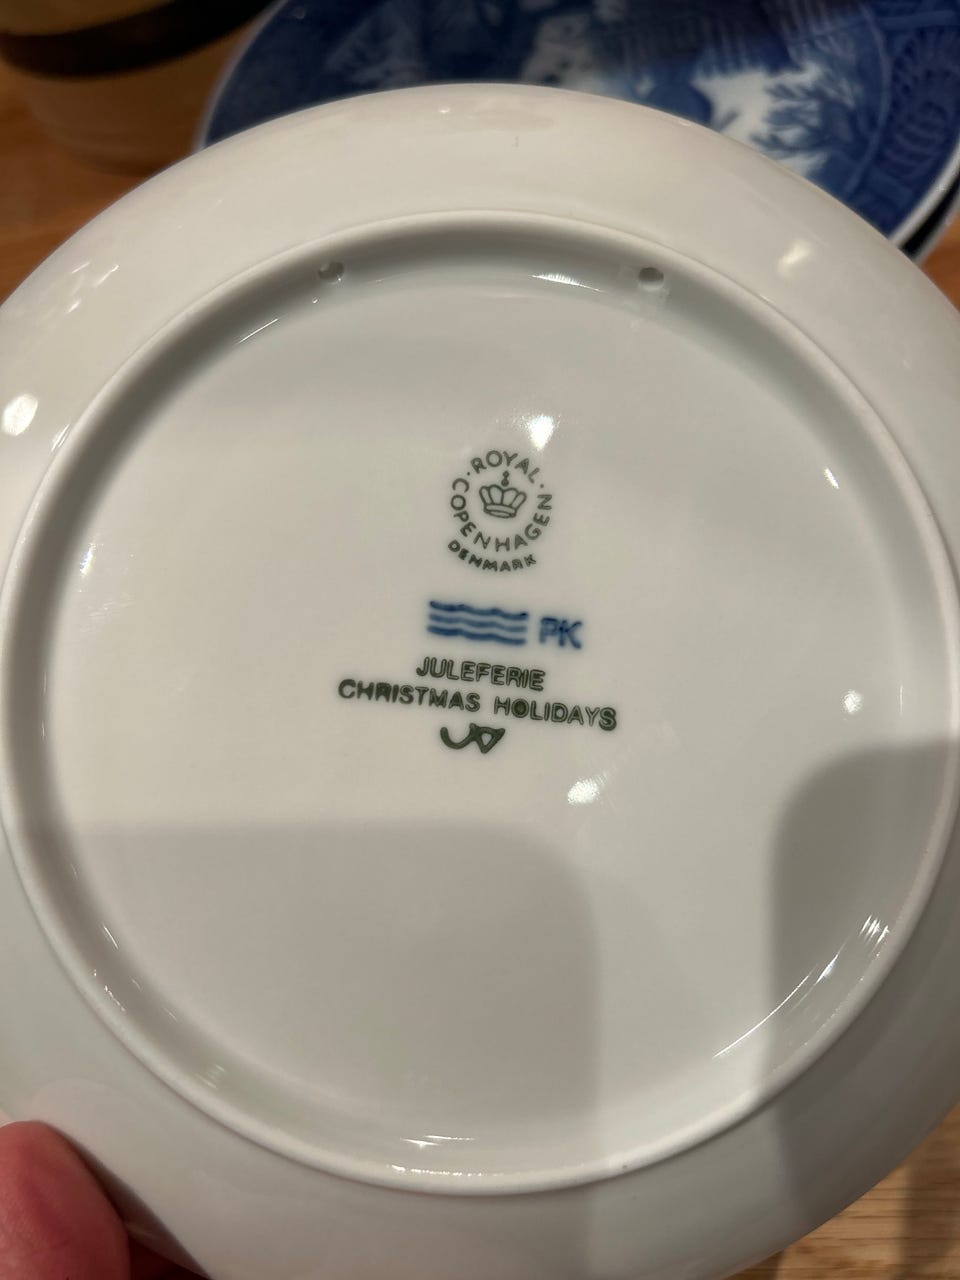 ROYAL
COPENHAGEN
DENMARK
PK
JULEFERIE
CHRISTMAS HOLIDAYS